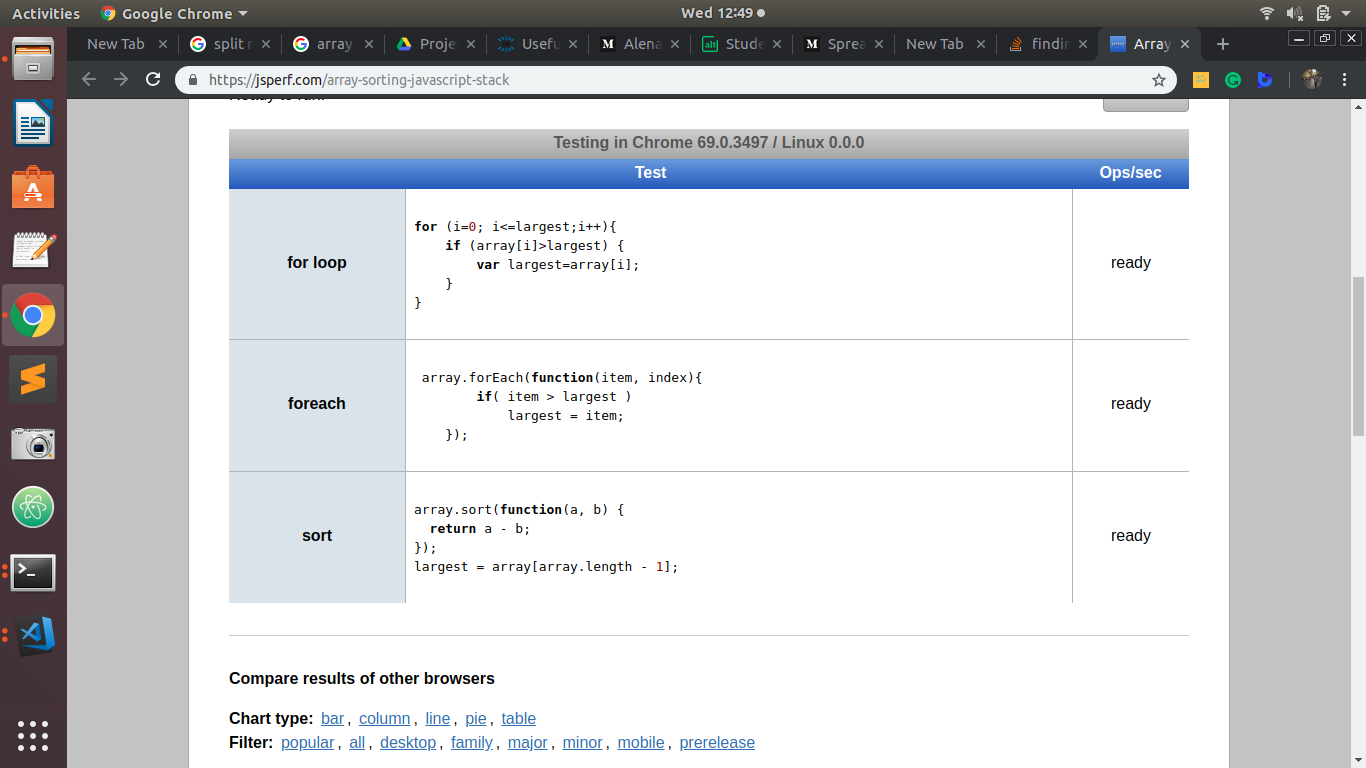 Activities Google Chrome Wed 12:49
New Tab split r array Proje Usefu M Alena alt Stude M Sprea New Tab findir Array
https://jsperf.com/array-sorting-javascript-stack
Ready to run.
Testing in Chrome 69.0.3497 / Linux 0.0.0
Test Ops/sec
for loop
for (i=0; i<=largest;i++){
    if (array[i]>largest) {
        var largest=array[i];
    }
}
ready
foreach
array.forEach(function(item, index){
        if( item > largest )
            largest = item;
    });
ready
sort
array.sort(function(a, b) {
  return a - b;
});
largest = array[array.length - 1];
ready
Compare results of other browsers
Chart type: bar, column, line, pie, table
Filter: popular, all, desktop, family, major, minor, mobile, prerelease